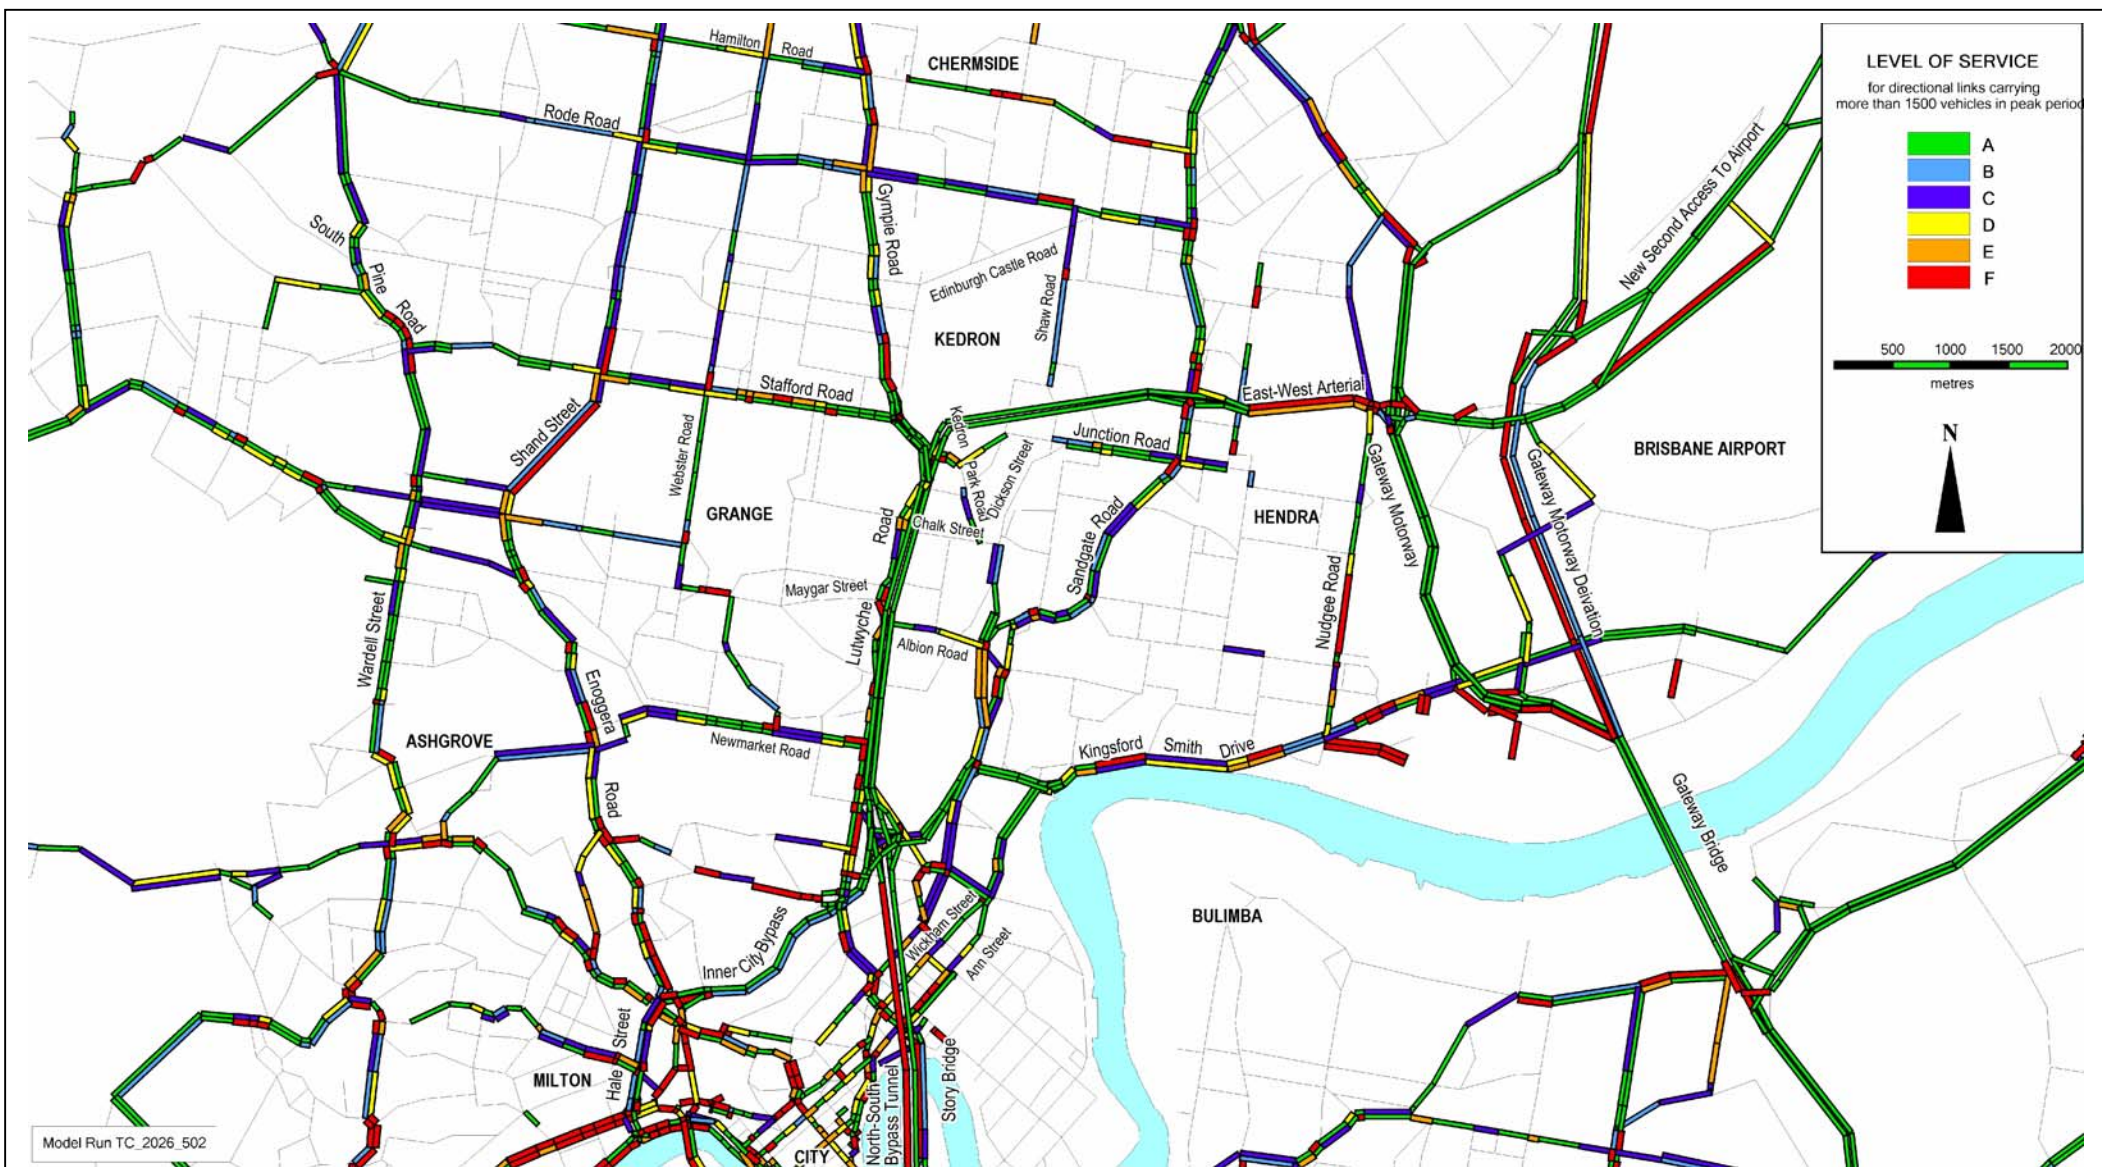 LEVEL OF SERVICE
for directional links carrying
more than 1500 vehicles in peak period
A
B
C
D
E
F
500 1000 1500 2000
metres
N
Hamilton Road
CHERMSIDE
Rode Road
Gympie Road
New Second Access To Airport
South Pine Road
Edinburgh Castle Road
Shaw Road
KEDRON
Stafford Road
East-West Arterial
Shand Street
Webster Road
Kedron Park Road
Junction Road
Dickson Street
BRISBANE AIRPORT
Gateway Motorway
Gateway Motorway Deivation
GRANGE
HENDRA
Chalk Street
Lutwyche Road
Sandgate Road
Maygar Street
Nudgee Road
Wardell Street
Albion Road
Enoggera Road
ASHGROVE
Newmarket Road
Kingsford Smith Drive
Gateway Bridge
BULIMBA
Inner City Bypass
Wickham Street
Ann Street
Hale Street
MILTON
North-South
Bypass Tunnel
Story Bridge
CITY
Model Run TC_2026_502